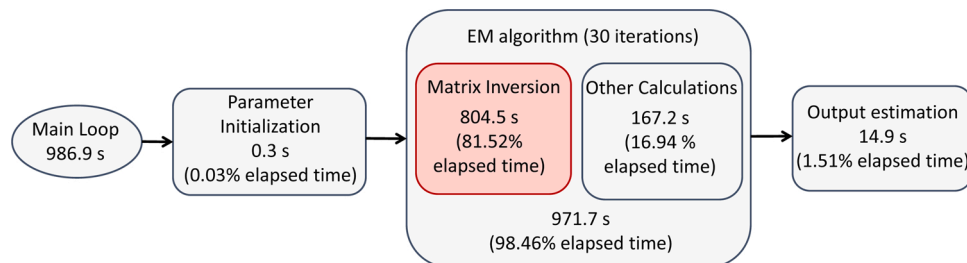 Main Loop
986.9 s
Parameter
Initialization
0.3 s
(0.03% elapsed time)
EM algorithm (30 iterations)
Matrix Inversion
804.5 s
(81.52%
elapsed time)
Other Calculations
167.2 s
(16.94 %
elapsed time)
971.7 s
(98.46% elapsed time)
Output estimation
14.9 s
(1.51% elapsed time)